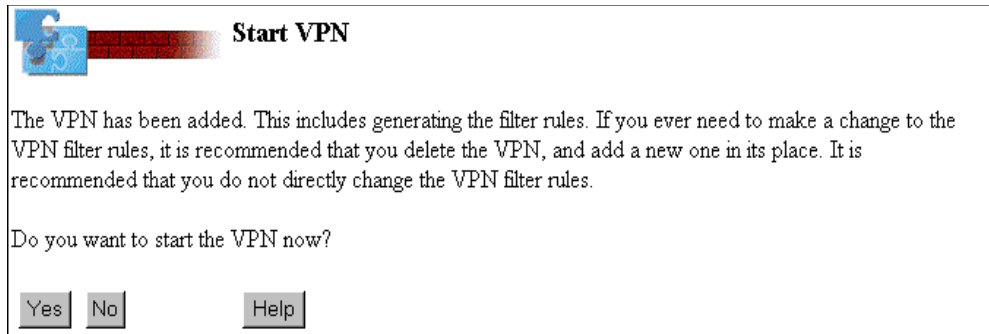 Start VPN
The VPN has been added. This includes generating the filter rules. If you ever need to make a change to the
VPN filter rules, it is recommended that you delete the VPN, and add a new one in its place. It is
recommended that you do not directly change the VPN filter rules.
Do you want to start the VPN now?
Yes No Help